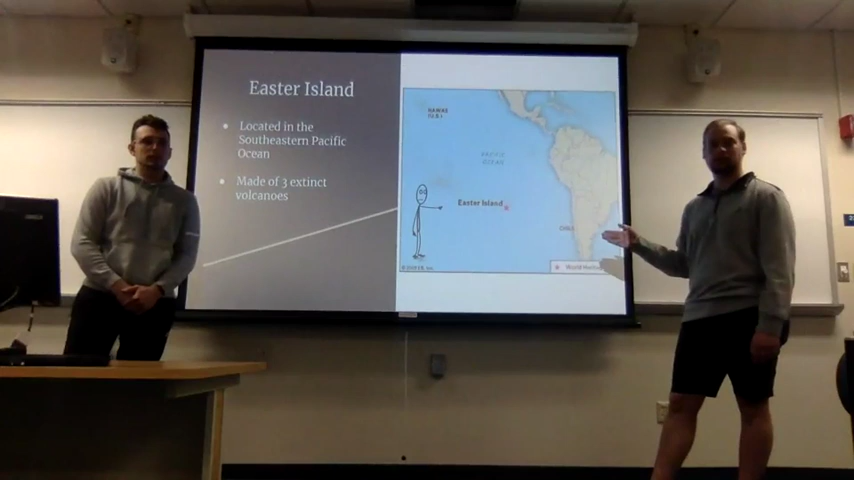 Easter Island
● Located in the
Southeastern Pacific
Ocean
● Made of 3 extinct
volcanoes
HAWAII
(U.S.)
PACIFIC
OCEAN
Easter Island
CHILE
World Herita